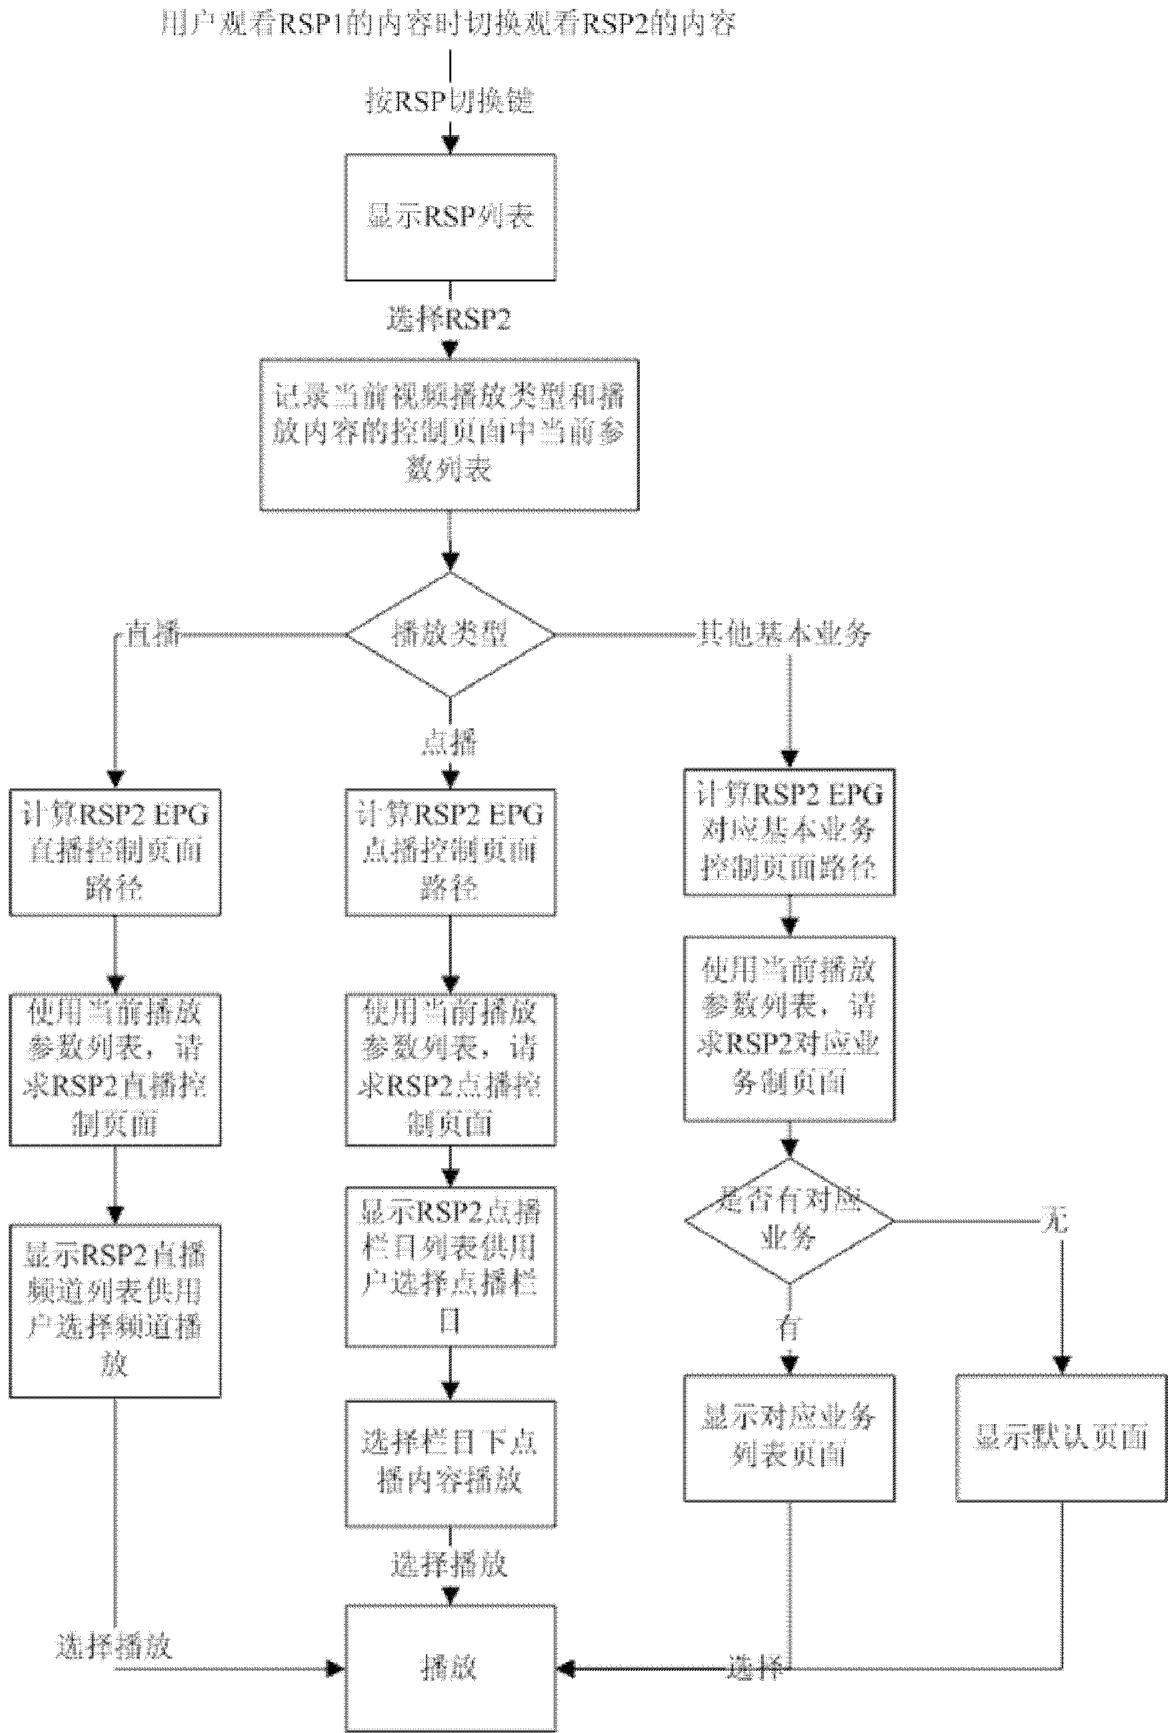 用户观看RSP1的内容时切换观看RSP2的内容
按RSP切换键
显示RSP列表
选择RSP2
记录当前视频播放类型和播
放内容的控制页面中当前参
数列表
播放类型
直播
点播
其他基本业务
计算RSP2 EPG
直播控制页面
路径
使用当前播放
参数列表，请
求RSP2直播控
制页面
显示RSP2直播
频道列表供用
户选择频道播
放
选择播放
计算RSP2 EPG
点播控制页面
路径
使用当前播放
参数列表，请
求RSP2点播控
制页面
显示RSP2点播
栏目列表供用
户选择点播栏
目
选择栏目下点
播内容播放
选择播放
计算RSP2 EPG
对应基本业务
控制页面路径
使用当前播放
参数列表，请
求RSP2对应业
务制页面
是否有对应
业务
有
无
显示对应业务
列表页面
显示默认页面
选择
播放